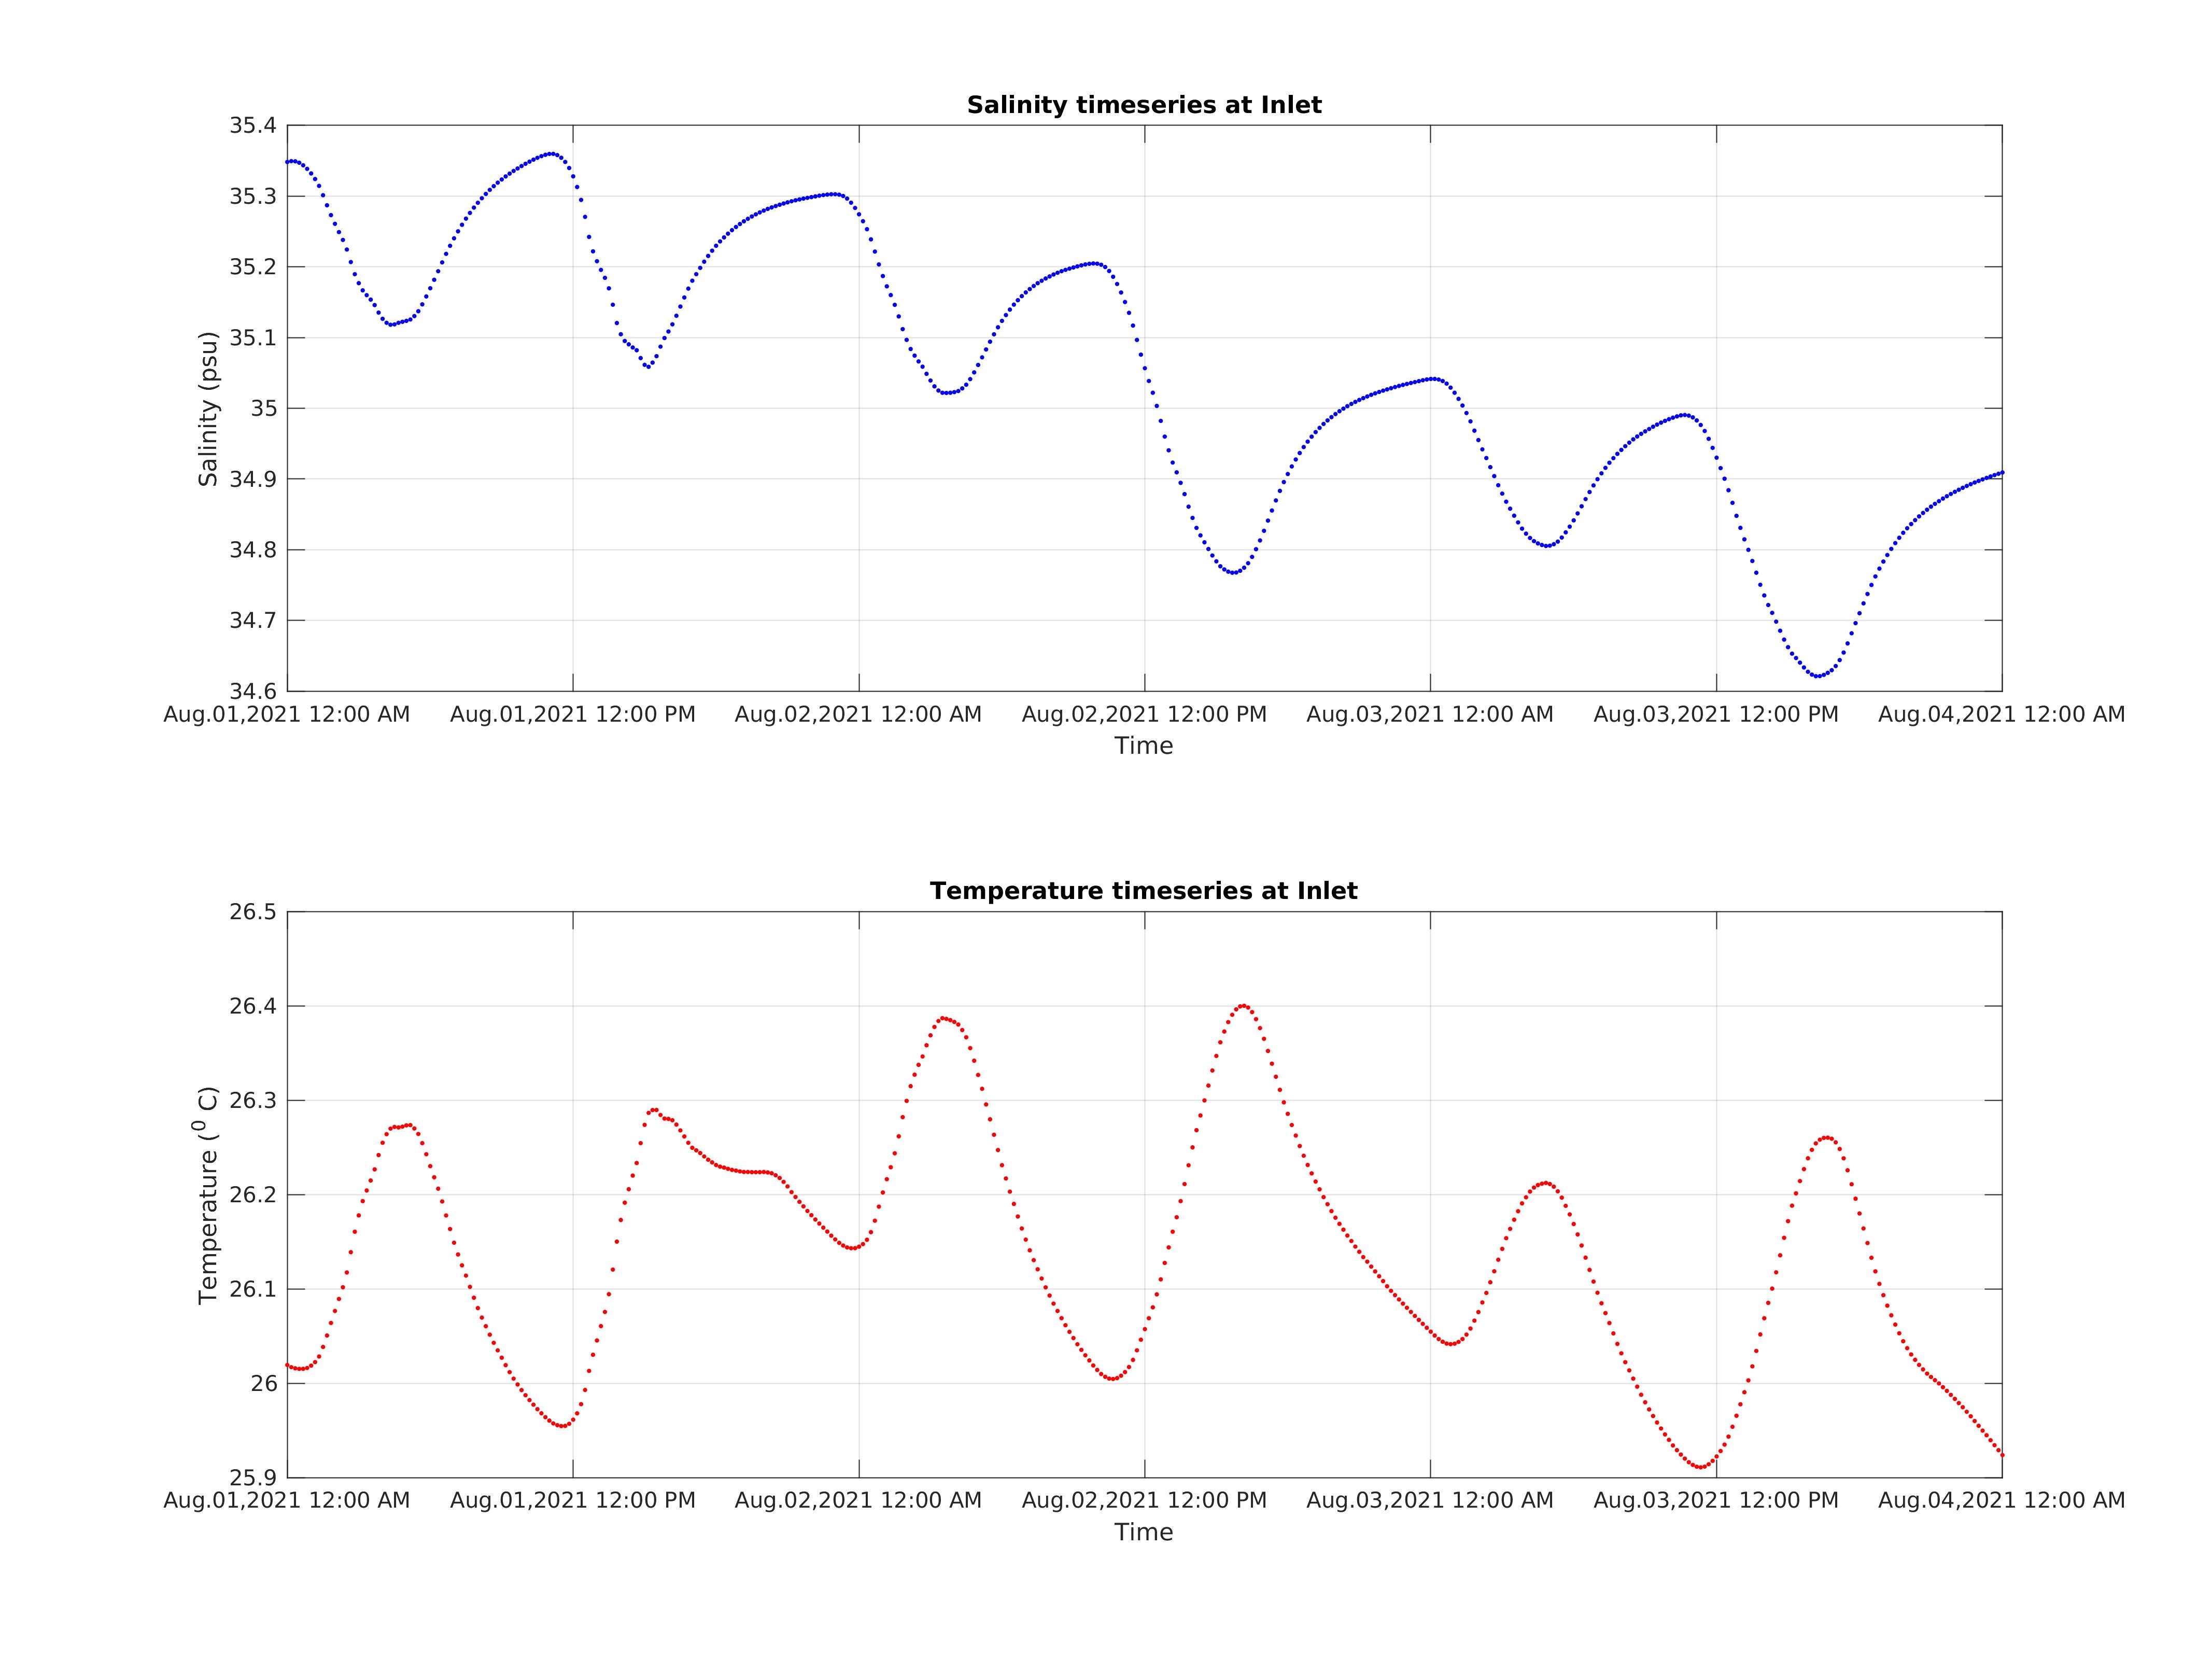 Salinity timeseries at Inlet
35.4
35.3
35.2
35.1
35
34.9
34.8
34.7
34.6
Salinity (psu)
Aug.01,2021 12:00 AM Aug.01,2021 12:00 PM Aug.02,2021 12:00 AM Aug.02,2021 12:00 PM Aug.03,2021 12:00 AM Aug.03,2021 12:00 PM Aug.04,2021 12:00 AM
Time
Temperature timeseries at Inlet
26.5
26.4
26.3
26.2
26.1
26
25.9
Temperature (⁰ C)
Aug.01,2021 12:00 AM Aug.01,2021 12:00 PM Aug.02,2021 12:00 AM Aug.02,2021 12:00 PM Aug.03,2021 12:00 AM Aug.03,2021 12:00 PM Aug.04,2021 12:00 AM
Time